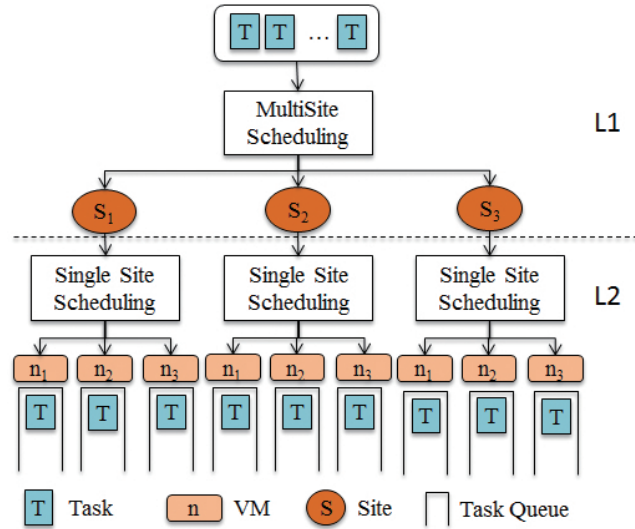 T T … T
MultiSite
Scheduling
L1
S1 S2 S3
Single Site
Scheduling
Single Site
Scheduling
Single Site
Scheduling
L2
n1 n2 n3 n1 n2 n3 n1 n2 n3
T T T T T T T T T
T Task n VM S Site Task Queue